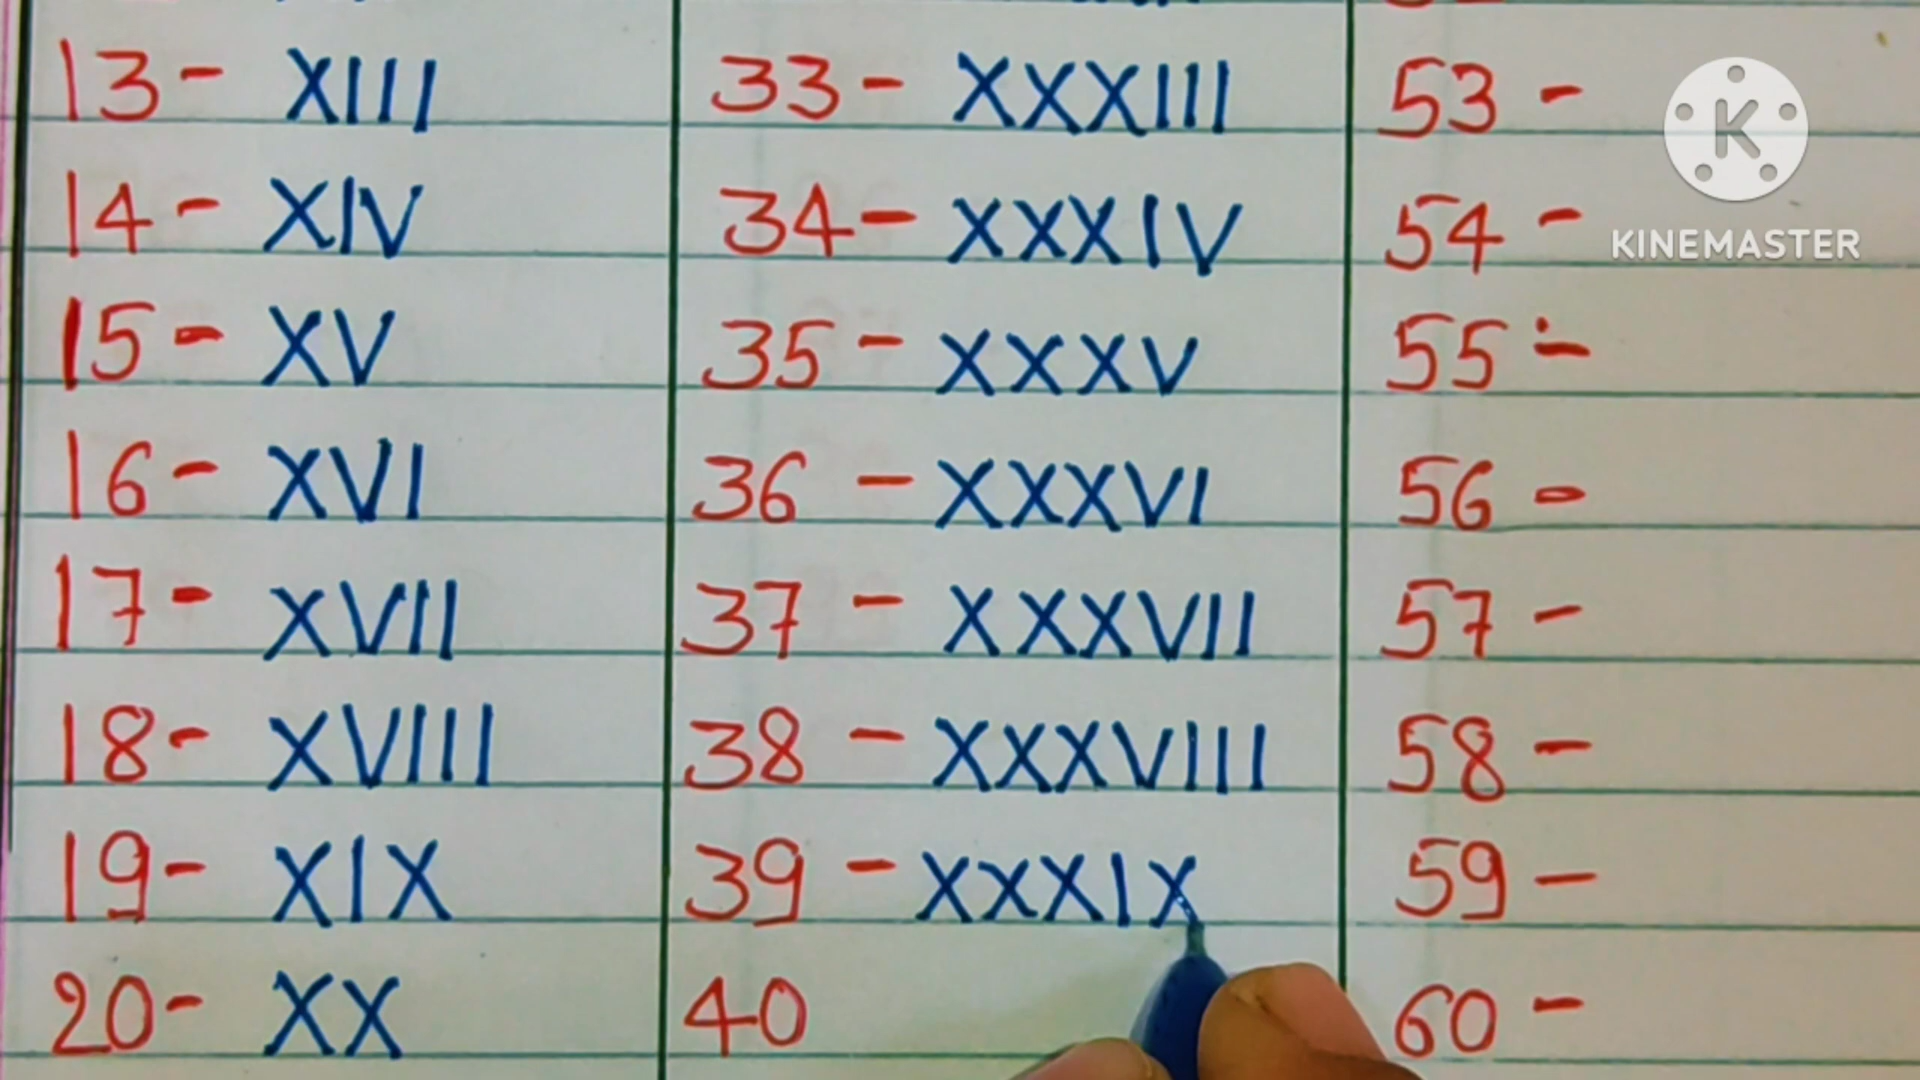 13- XIII
14- XIV
15- XV
16- XVI
17- XVII
18- XVIII
19- XIX
20- XX
33- XXXIII
34- XXXIV
35- XXXV
36- XXXVI
37- XXXVII
38- XXXVIII
39- XXXIX
40
53-
54-
55-
56-
57-
58-
59-
60-
K
KINEMASTER